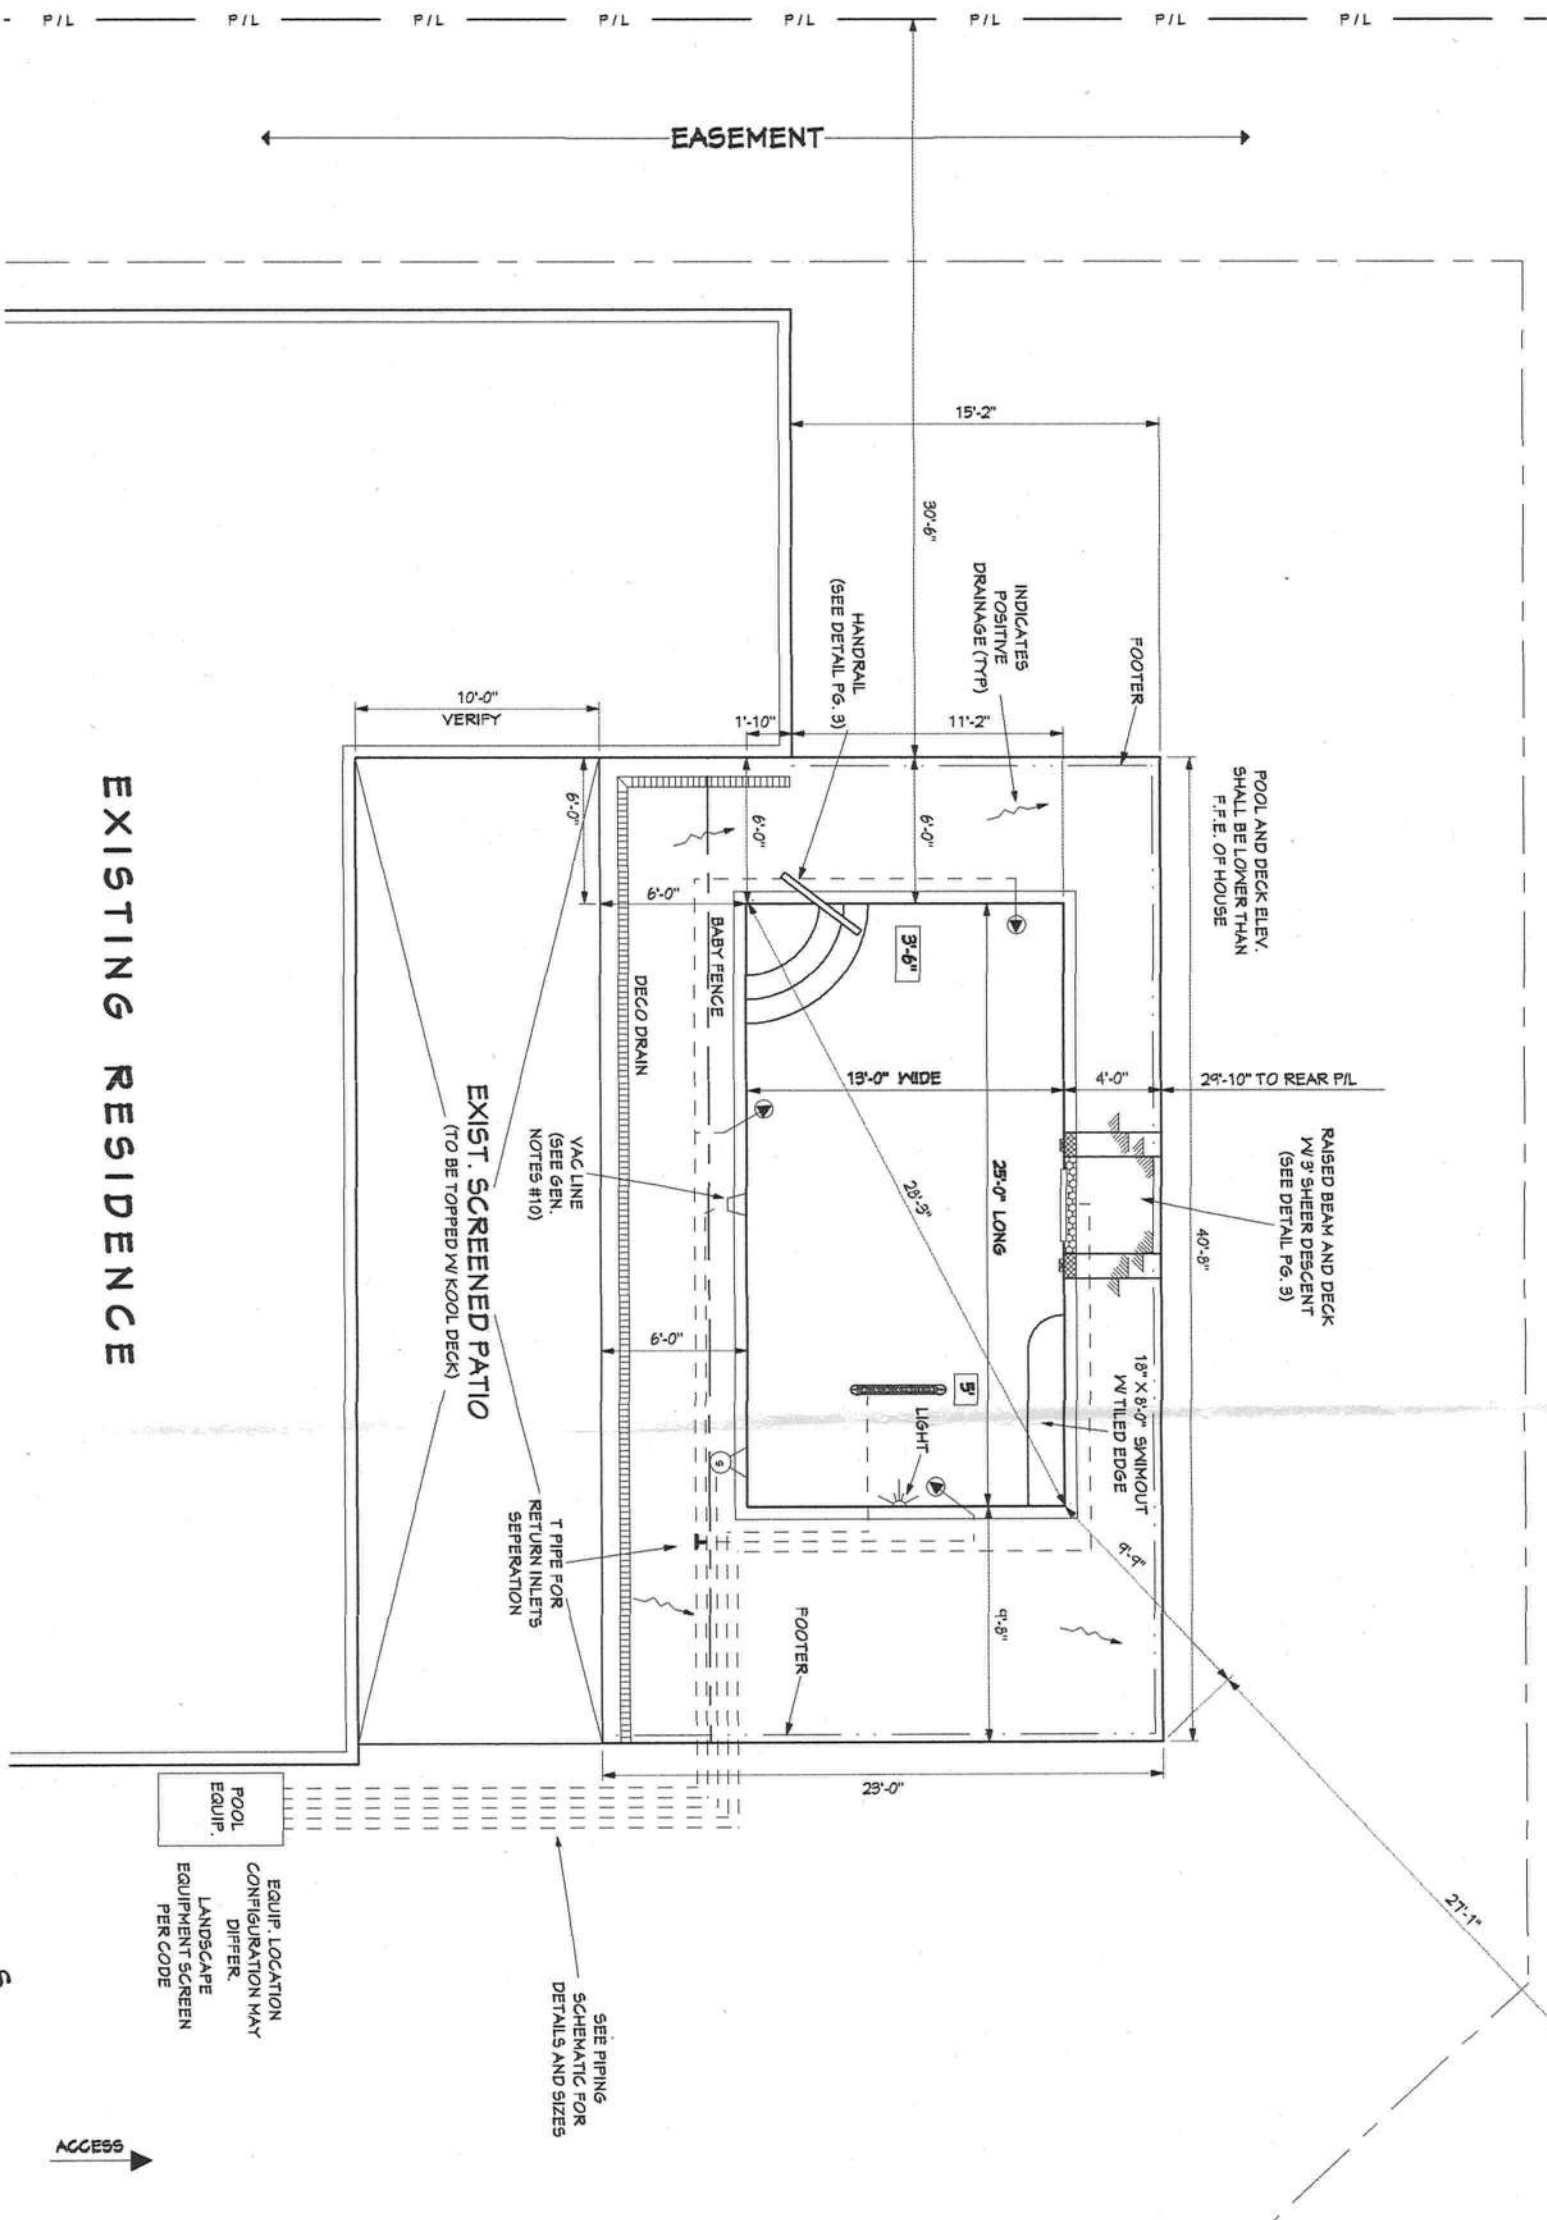 P/L
P/L
P/L
P/L
P/L
P/L
P/L
P/L
EASEMENT
15'-2"
30'-6"
INDICATES
POSITIVE
DRAINAGE (TYP)
HANDRAIL
(SEE DETAIL PG. 3)
FOOTER
10'-0"
VERIFY
1'-10"
11'-2"
POOL AND DECK ELEV.
SHALL BE LOWER THAN
F.F.E. OF HOUSE
6'-0"
6'-0"
6'-0"
6'-0"
3'-6"
BABY FENCE
DECO DRAIN
13'-0" WIDE
4'-0"
29'-10" TO REAR P/L
25'-0" LONG
28'-3"
40'-8"
RAISED BEAM AND DECK
W/ 3' SHEER DESCENT
(SEE DETAIL PG. 3)
VAC LINE
(SEE GEN.
NOTES #10)
EXIST. SCREENED PATIO
(TO BE TOPPED W/ KOOL DECK)
EXISTING RESIDENCE
6'-0"
5'
LIGHT
18" X 8'-0" SWIMOUT
W/ TILED EDGE
S
T PIPE FOR
RETURN INLETS
SEPERATION
9'-9"
9'-8"
FOOTER
23'-0"
27'-1"
POOL
EQUIP.
EQUIP. LOCATION
CONFIGURATION MAY
DIFFER.
LANDSCAPE
EQUIPMENT SCREEN
PER CODE
SEE PIPING
SCHEMATIC FOR
DETAILS AND SIZES
ACCESS